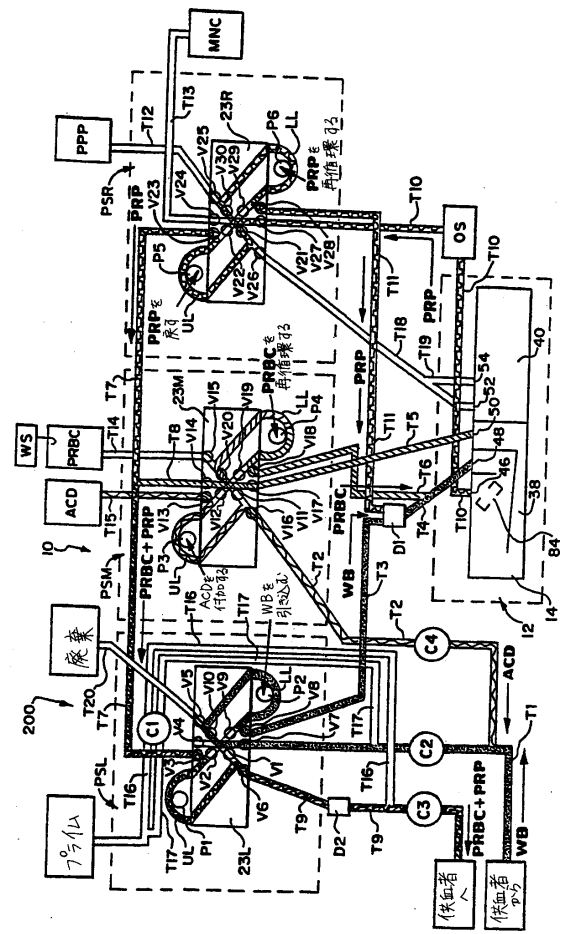 MNC
PPP
T12
T13
23R
P6
LL
PRPを
再循環する
V25
V30
V29
V24
V23
PSR
PRP
P5
UL
PRPを
戻す
V22
V26
V21
V27
V28
T10
T11
OS
T10
T18
T19
PRP
PRP
T11
T7
WS
PRBC
T14
ACD
T15
T8
V14
V15
23M
V20
V19
PRBCを
再循環する
LL
P4
V18
V13
V12
V11
V17
V16
P3
UL
ACDを
付加する
10
PSM
PRBC+PRP
PRBC
T5
T6
T4
WB
D1
T3
T2
T10
54
52
50
48
46
40
38
84'
14
12
廃棄
T20
T7
200
T16
T17
WBを
引き込む
C1
V5
V10
V9
LL
P2
V8
V7
V4
V3
V2
V1
V6
PSL
プライム
T16
T17
UL
P1
23L
T17
T16
T9
D2
T9
C3
C2
C4
T2
ACD
T1
WB
PRBC+PRP
供血者
へ
供血者
から